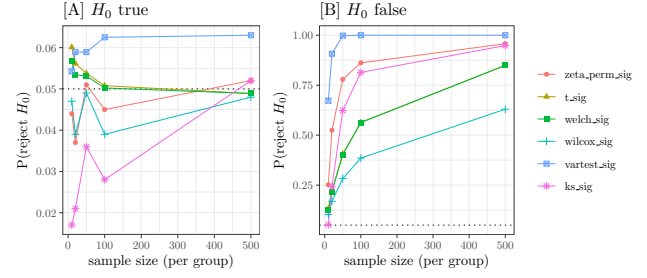 [A] H₀ true
[B] H₀ false
P(reject H₀)
0.06
0.05
0.04
0.03
0.02
0
100
200
300
400
500
sample size (per group)
P(reject H₀)
1.00
0.75
0.50
0.25
0
100
200
300
400
500
sample size (per group)
zeta_perm_sig
t_sig
welch_sig
wilcox_sig
vartest_sig
ks_sig